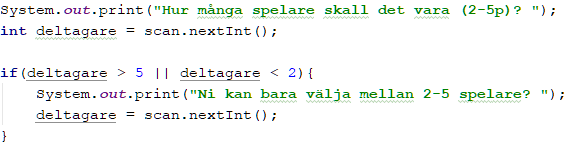 System.out.print("Hur många spelare skall det vara (2-5p)? ");
int deltagare = scan.nextInt();
if(deltagare > 5 || deltagare < 2){
System.out.print("Ni kan bara välja mellan 2-5 spelare? ");
deltagare = scan.nextInt();
}